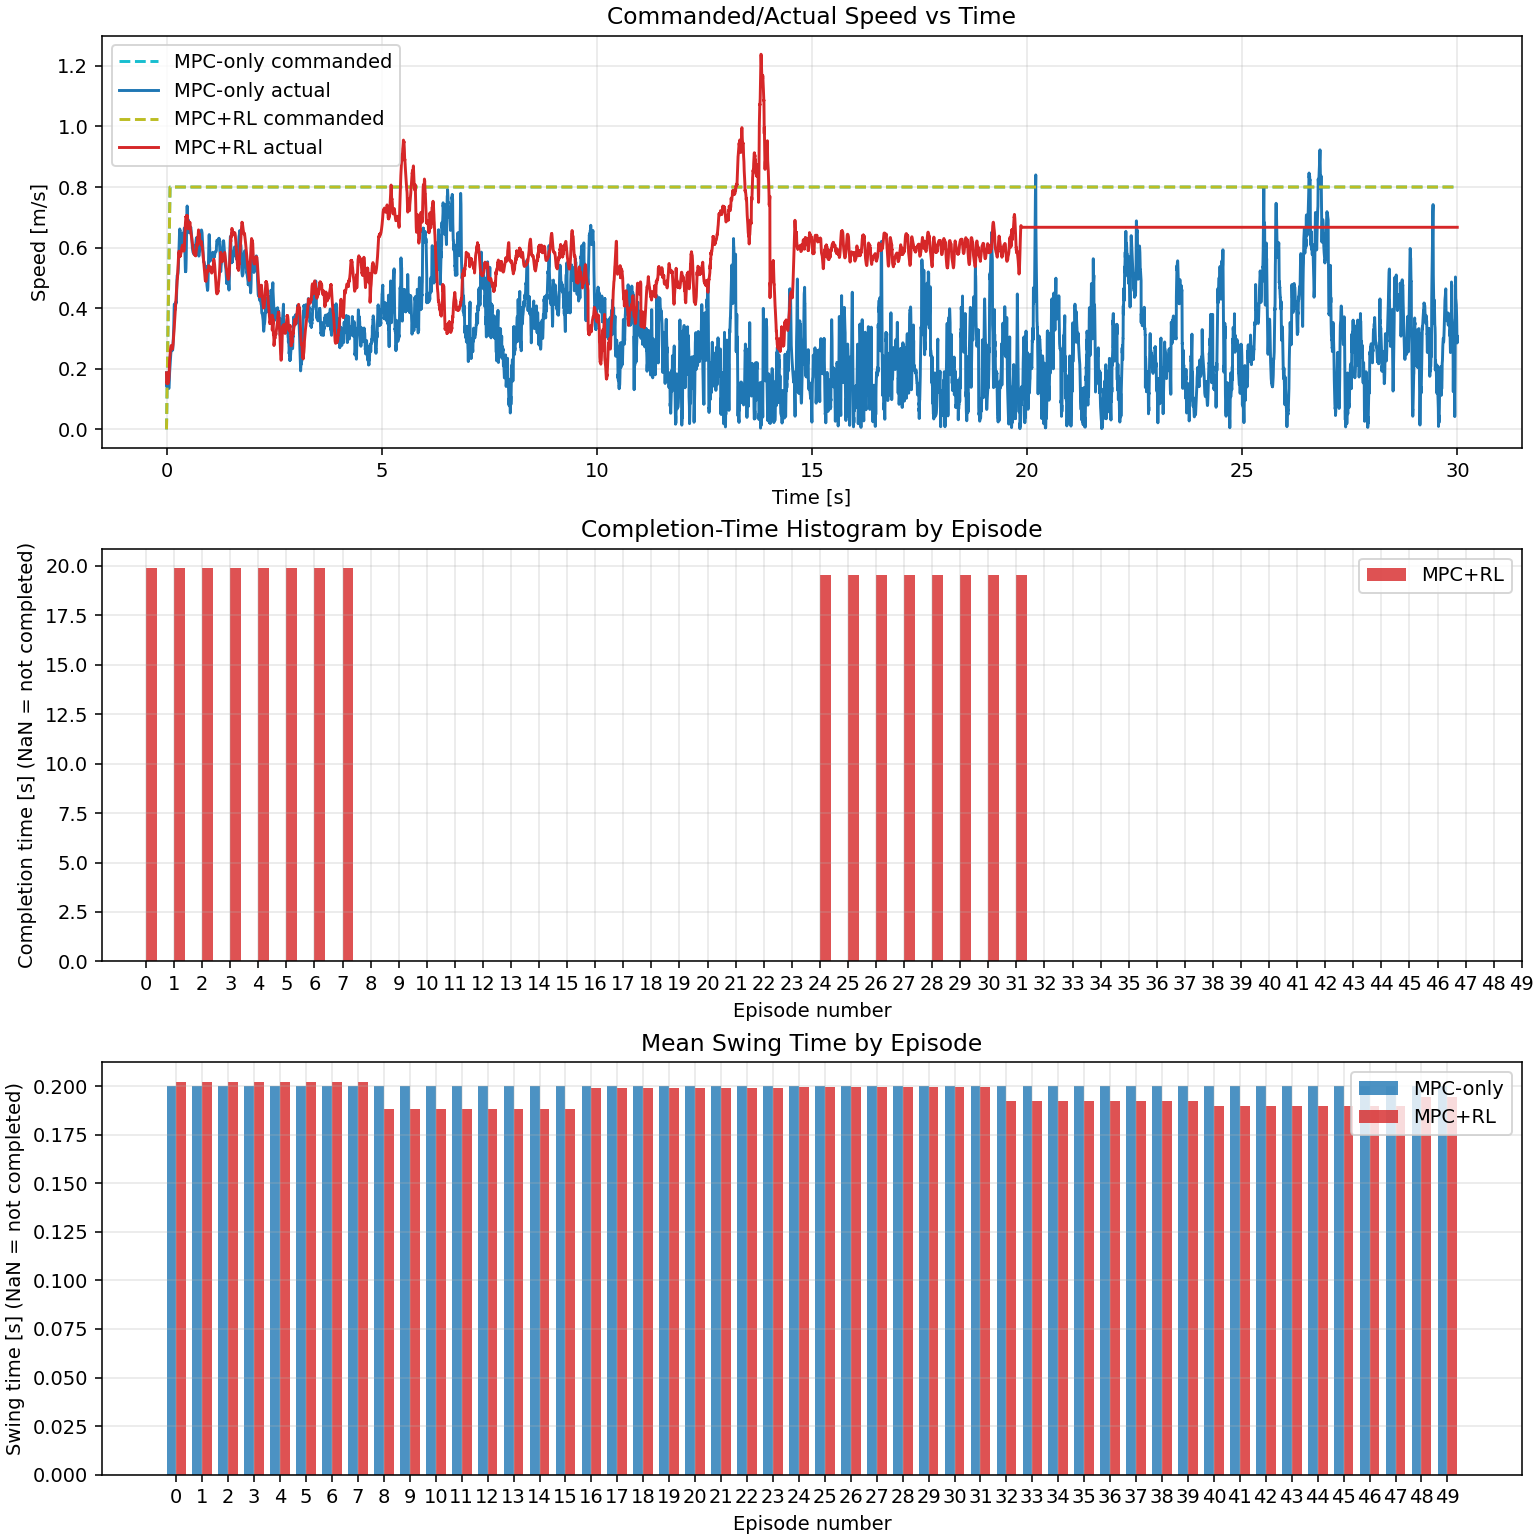 Commanded/Actual Speed vs Time
MPC-only commanded
MPC-only actual
MPC+RL commanded
MPC+RL actual
Speed [m/s]
1.2
1.0
0.8
0.6
0.4
0.2
0.0
0 5 10 15 20 25 30
Time [s]
Completion-Time Histogram by Episode
MPC+RL
Completion time [s] (NaN = not completed)
20.0
17.5
15.0
12.5
10.0
7.5
5.0
2.5
0.0
0 1 2 3 4 5 6 7 8 9 10 11 12 13 14 15 16 17 18 19 20 21 22 23 24 25 26 27 28 29 30 31 32 33 34 35 36 37 38 39 40 41 42 43 44 45 46 47 48 49
Episode number
Mean Swing Time by Episode
MPC-only
MPC+RL
Swing time [s] (NaN = not completed)
0.200
0.175
0.150
0.125
0.100
0.075
0.050
0.025
0.000
0 1 2 3 4 5 6 7 8 9 10 11 12 13 14 15 16 17 18 19 20 21 22 23 24 25 26 27 28 29 30 31 32 33 34 35 36 37 38 39 40 41 42 43 44 45 46 47 48 49
Episode number